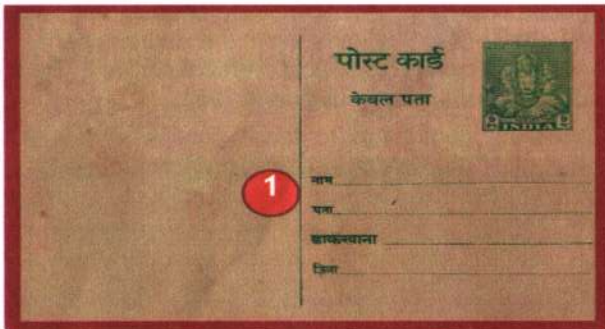 पोस्ट कार्ड
केवल पता
INDIA
1
नाम
पता
डाकखाना
ज़िला